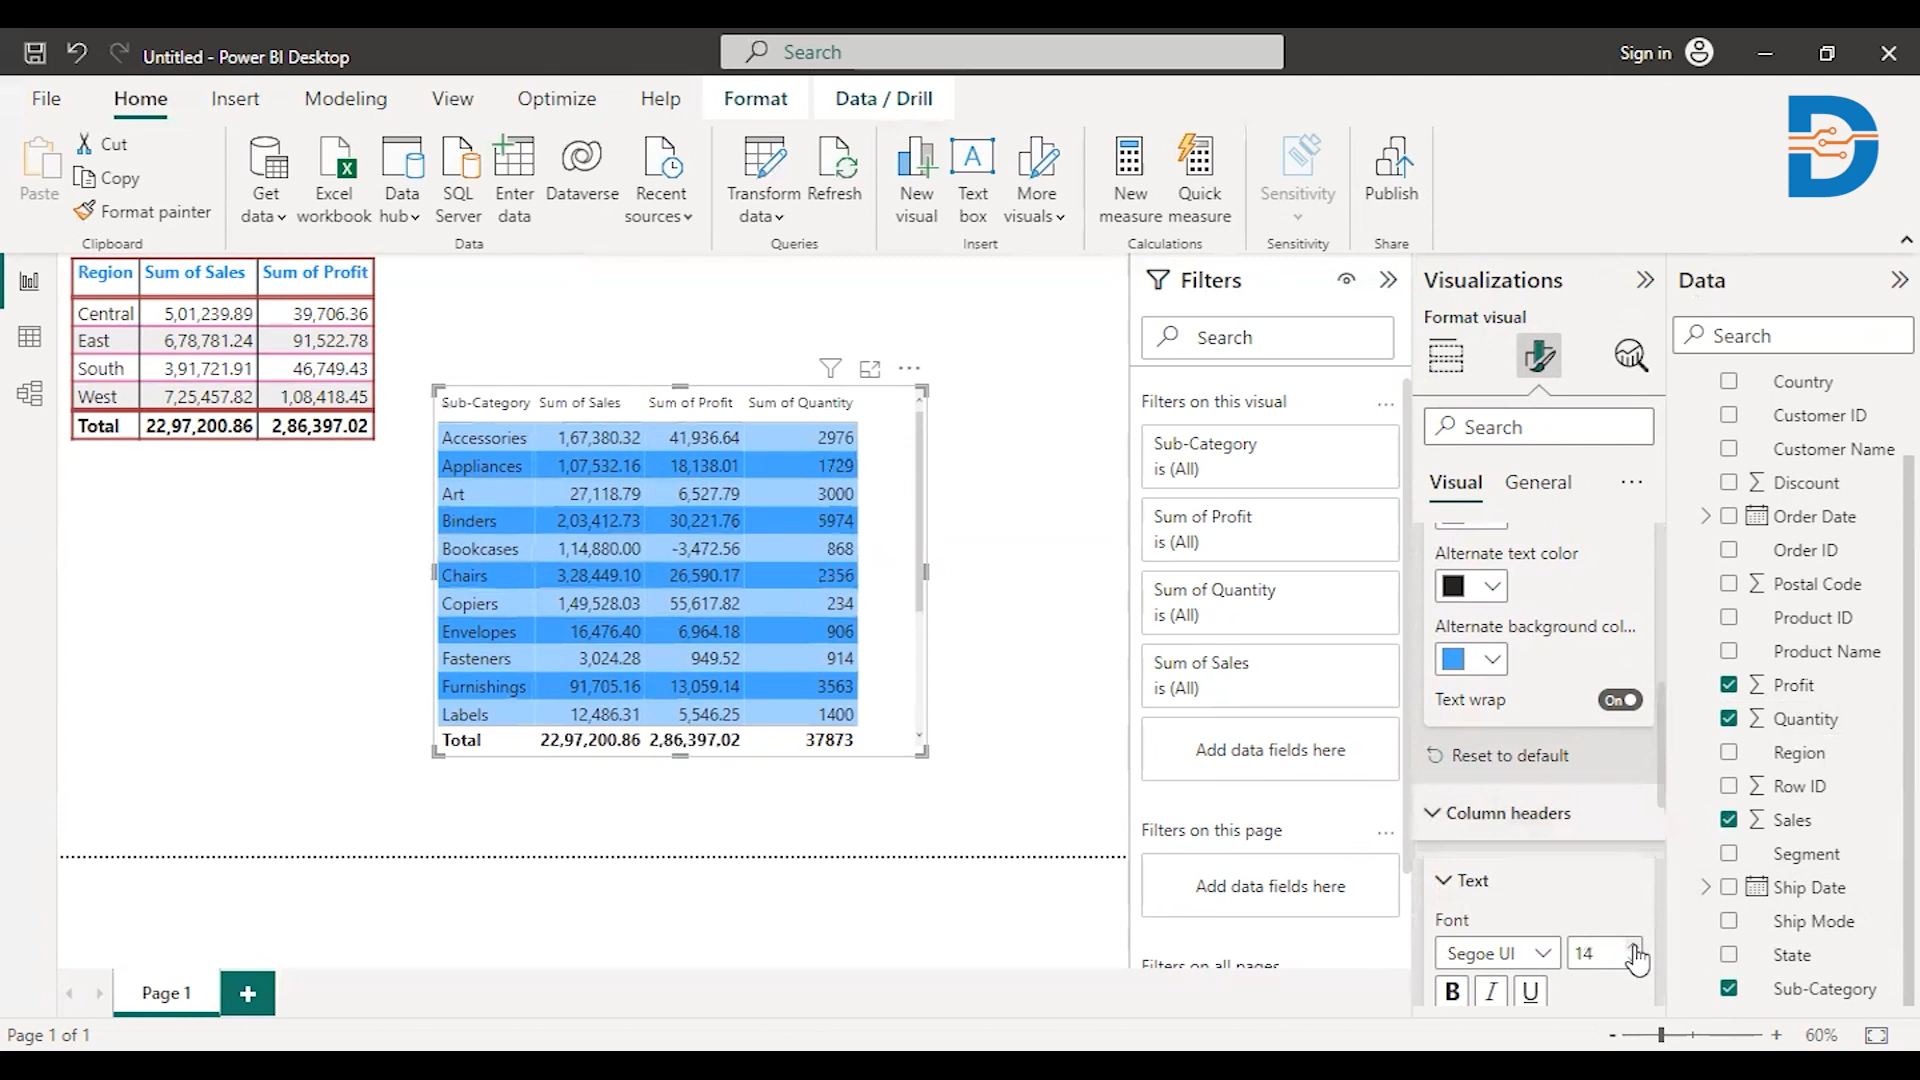 Untitled - Power BI Desktop
Search
Sign in
File Home Insert Modeling View Optimize Help Format Data / Drill
Paste
Cut
Copy
Format painter
Clipboard
Get data
Excel workbook
Data hub
SQL Server
Enter data
Dataverse
Recent sources
Data
Transform data
Refresh
Queries
New visual
Text box
More visuals
Insert
New measure
Quick measure
Calculations
Sensitivity
Sensitivity
Publish
Share
Region Sum of Sales Sum of Profit
Central 5,01,239.89 39,706.36
East 6,78,781.24 91,522.78
South 3,91,721.91 46,749.43
West 7,25,457.82 1,08,418.45
Total 22,97,200.86 2,86,397.02
Sub-Category Sum of Sales Sum of Profit Sum of Quantity
Accessories 1,67,380.32 41,936.64 2976
Appliances 1,07,532.16 18,138.01 1729
Art 27,118.79 6,527.79 3000
Binders 2,03,412.73 30,221.76 5974
Bookcases 1,14,880.00 -3,472.56 868
Chairs 3,28,449.10 26,590.17 2356
Copiers 1,49,528.03 55,617.82 234
Envelopes 16,476.40 6,964.18 906
Fasteners 3,024.28 949.52 914
Furnishings 91,705.16 13,059.14 3563
Labels 12,486.31 5,546.25 1400
Total 22,97,200.86 2,86,397.02 37873
Filters
Search
Filters on this visual
Sub-Category
is (All)
Sum of Profit
is (All)
Sum of Quantity
is (All)
Sum of Sales
is (All)
Add data fields here
Filters on this page
Add data fields here
Filters on all pages
Visualizations
Format visual
Search
Visual General
Alternate text color
Alternate background col...
Text wrap On
Reset to default
Column headers
Text
Font
Segoe UI 14
B I U
Data
Search
Country
Customer ID
Customer Name
Discount
Order Date
Order ID
Postal Code
Product ID
Product Name
Profit
Quantity
Region
Row ID
Sales
Segment
Ship Date
Ship Mode
State
Sub-Category
Page 1
Page 1 of 1
60%